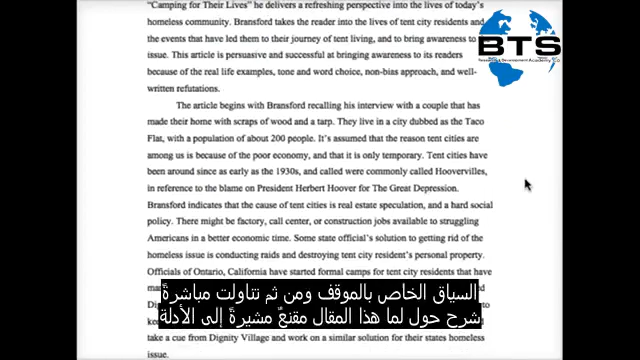 "Camping for Their Lives" he delivers a refreshing perspective into the lives of today's
homeless community. Bransford takes the reader into the lives of tent city residents and
the events that have led them to their journey of tent living, and to bring awareness to the
issue. This article is persuasive and successful at bringing awareness to its readers
because of the real life examples, tone and word choice, non-bias approach, and well-
written refutations.
The article begins with Bransford recalling his interview with a couple that has
made their home with scraps of wood and a tarp. They live in a city dubbed as the Taco
Flat, with a population of about 200 people. It's assumed that the reason tent cities are
among us is because of the poor economy, and that it is only temporary. Tent cities have
been around since as early as the 1930s, and called were commonly called Hoovervilles,
in reference to the blame on President Herbert Hoover for The Great Depression.
Bransford indicates that the cause of tent cities is real estate speculation, and a hard social
policy. There might be factory, call center, or construction jobs available to struggling
Americans in a better economic time. Some state official's solution to getting rid of the
homeless issue is conducting raids and destroying tent city resident's personal property.
Officials of Ontario, California have started formal camps for tent city residents that have
السياق الخاص بالموقف ومن ثم تتاولت مباشرةً
شرح حول لما هذا المقال مقنعٌ مشيرةً إلى الأدلة
take a cue from Dignity Village and work on a similar solution for their states homeless
issue.
BTS